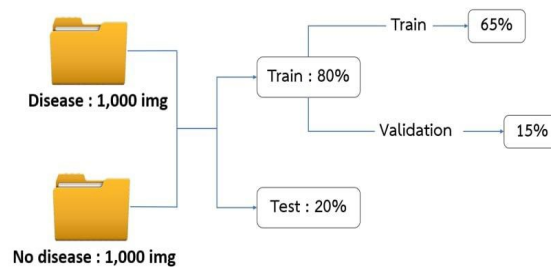 Disease : 1,000 img
No disease : 1,000 img
Train : 80%
Test : 20%
Train
65%
Validation
15%